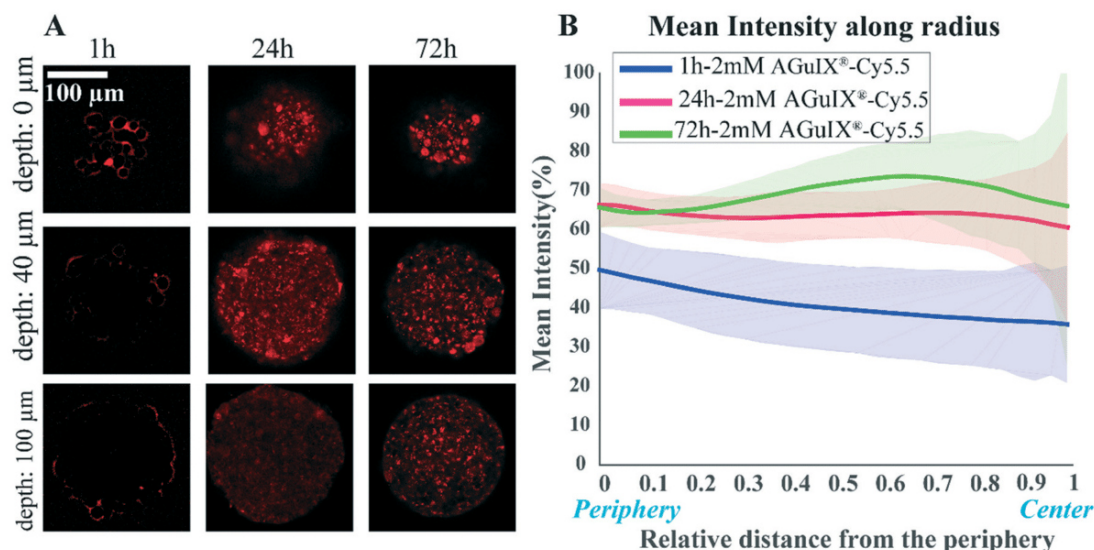 A
1h
24h
72h
100 µm
depth: 0 µm
depth: 40 µm
depth: 100 µm
B
Mean Intensity along radius
1h-2mM AGuIX®-Cy5.5
24h-2mM AGuIX®-Cy5.5
72h-2mM AGuIX®-Cy5.5
Mean Intensity(%)
100
90
80
70
60
50
40
30
20
10
0
0 0.1 0.2 0.3 0.4 0.5 0.6 0.7 0.8 0.9 1
Periphery Center
Relative distance from the periphery